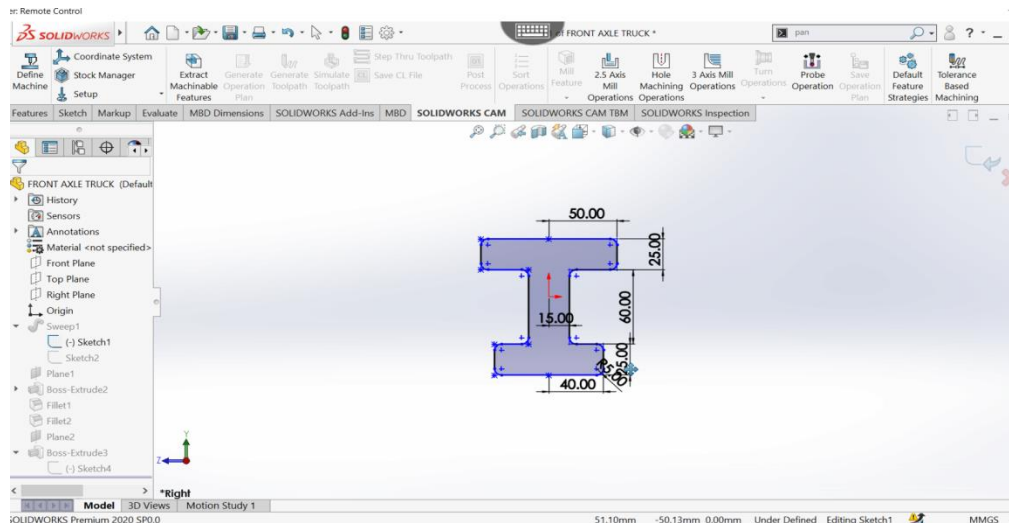 er: Remote Control
SOLIDWORKS
FRONT AXLE TRUCK *
pan
?
Define Machine
Coordinate System
Stock Manager
Setup
Extract Machinable Features
Generate Operation Plan
Generate Toolpath
Simulate Toolpath
Step Thru Toolpath
Save CL File
Post Process
Sort Operations
Mill Feature
2.5 Axis Mill Operations
Hole Machining Operations
3 Axis Mill Operations
Turn Operations
Probe Operation
Save Operation Plan
Default Feature Strategies
Tolerance Based Machining
Features Sketch Markup Evaluate MBD Dimensions SOLIDWORKS Add-Ins MBD SOLIDWORKS CAM SOLIDWORKS CAM TBM SOLIDWORKS Inspection
FRONT AXLE TRUCK (Default
History
Sensors
Annotations
Material <not specified>
Front Plane
Top Plane
Right Plane
Origin
Sweep1
(-) Sketch1
Sketch2
Plane1
Boss-Extrude2
Fillet1
Fillet2
Plane2
Boss-Extrude3
(-) Sketch4
50.00
25.00
60.00
15.00
25.00
R5.00
40.00
Y
Z
*Right
Model 3D Views Motion Study 1
SOLIDWORKS Premium 2020 SP0.0
51.10mm -50.13mm 0.00mm Under Defined Editing Sketch1 MMGS